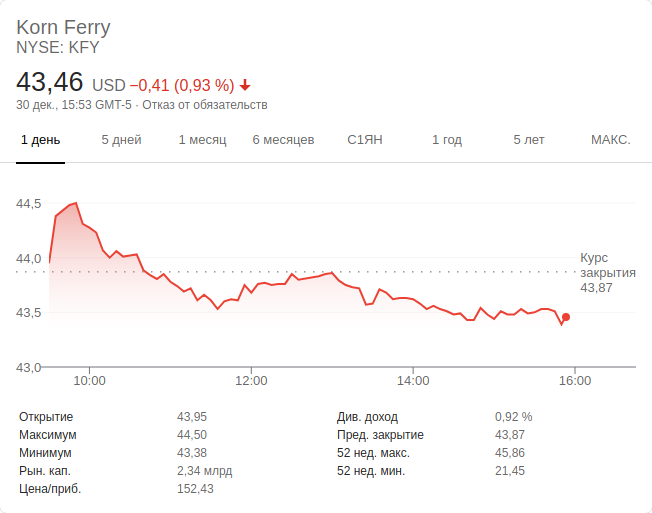 Korn Ferry
NYSE: KFY
43,46 USD −0,41 (0,93 %)
30 дек., 15:53 GMT-5 · Отказ от обязательств
1 день 5 дней 1 месяц 6 месяцев С1ЯН 1 год 5 лет МАКС.
44,5
44,0
43,5
43,0
Курс
закрытия
43,87
10:00 12:00 14:00 16:00
Открытие 43,95 Див. доход 0,92 %
Максимум 44,50 Пред. закрытие 43,87
Минимум 43,38 52 нед. макс. 45,86
Рын. кап. 2,34 млрд 52 нед. мин. 21,45
Цена/приб. 152,43